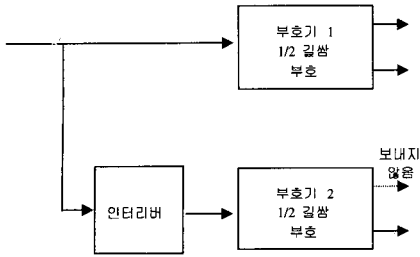 부호기 1
1/2 길쌈
부호
보내지
않음
인터리버
부호기 2
1/2 길쌈
부호